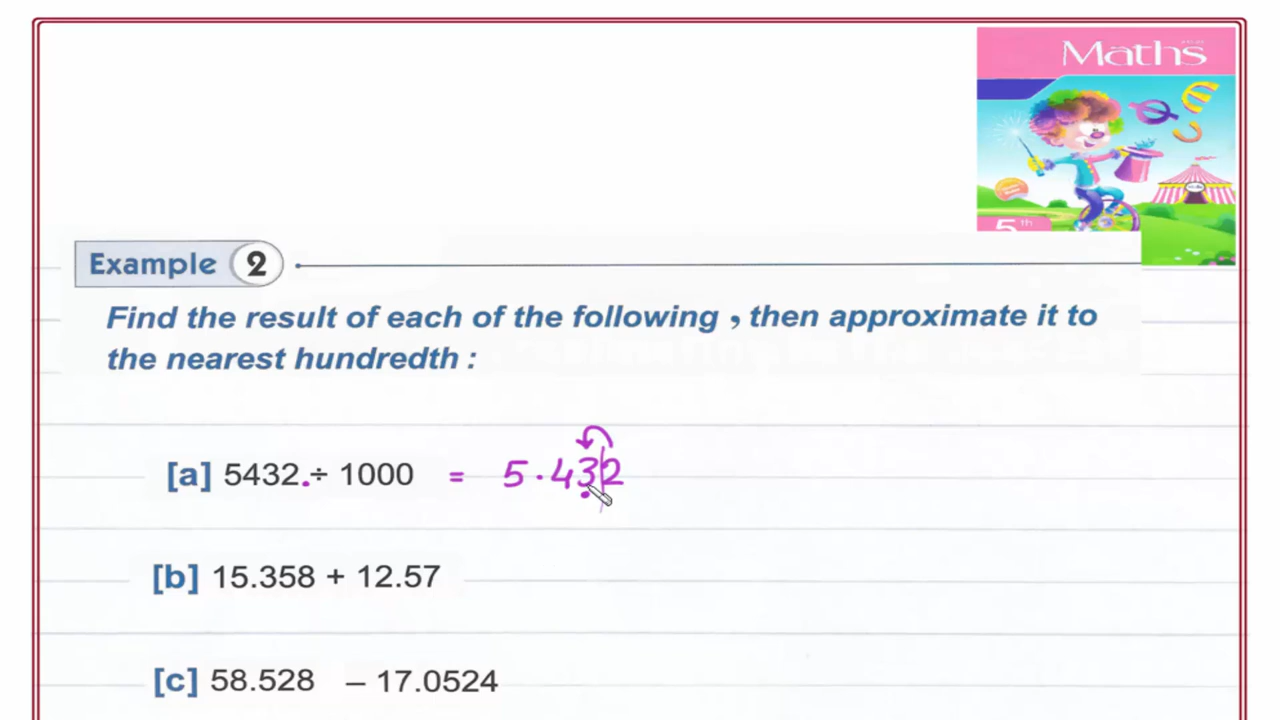 Maths
5th
Example 2
Find the result of each of the following , then approximate it to
the nearest hundredth :
[a] 5432.÷ 1000 = 5.432
[b] 15.358 + 12.57
[c] 58.528 – 17.0524